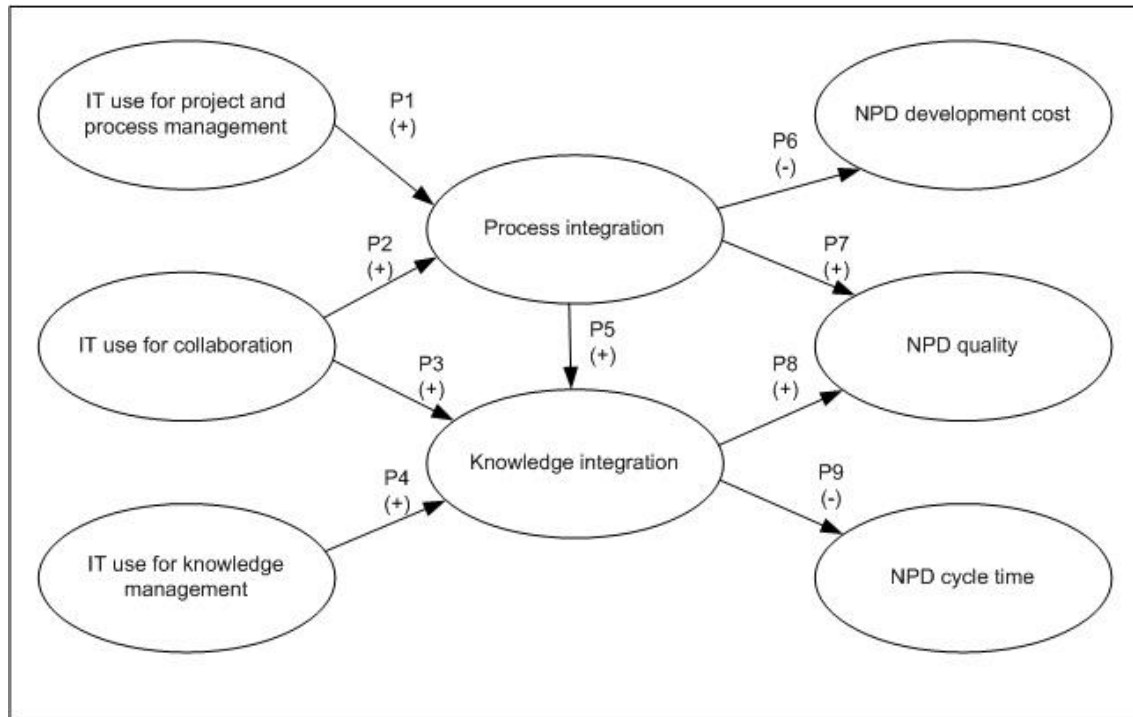 IT use for project and
process management
P1
(+)
NPD development cost
P6
(-)
Process integration
P2
(+)
P7
(+)
IT use for collaboration
P5
(+)
NPD quality
P3
(+)
P8
(+)
Knowledge integration
P4
(+)
P9
(-)
IT use for knowledge
management
NPD cycle time